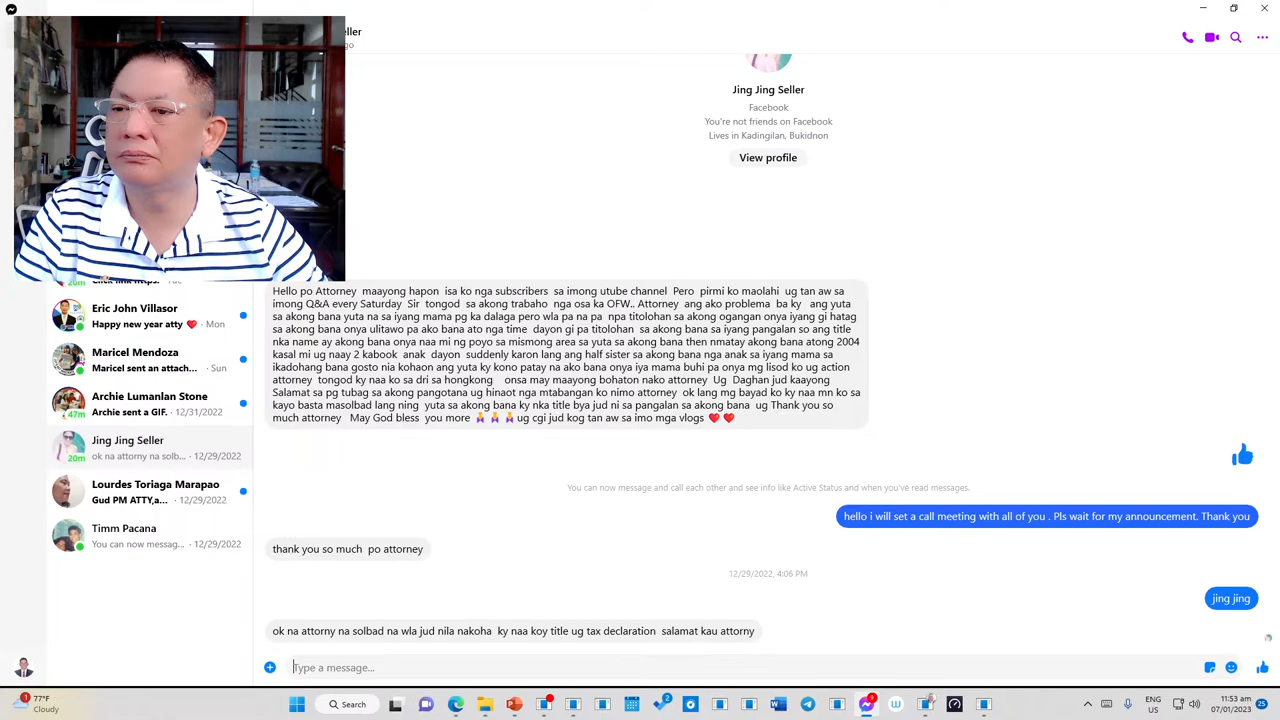 eller
go
Jing Jing Seller
Facebook
You're not friends on Facebook
Lives in Kadingilan, Bukidnon
View profile
20m
Eric John Villasor
Happy new year atty ❤️ · Mon
Maricel Mendoza
Maricel sent an attach... · Sun
Archie Lumanlan Storage
Archie sent a GIF. · 12/31/2022
47m
Jing Jing Seller
ok na attorny na solb... · 12/29/2022
20m
Lourdes Toriaga Marapao
Gud PM ATTY,a... · 12/29/2022
Timm Pacana
You can now messag... · 12/29/2022
Hello po Attorney maayong hapon isa ko nga subscribers sa imong utube channel Pero pirmi ko maolahi ug tan aw sa
imong Q&A every Saturday Sir tongod sa akong trabaho nga osa ka OFW.. Attorney ang ako problema ba ky ang yuta
sa akong bana yuta na sa iyang mama pg ka dalaga pero wla pa na pa npa titolohan sa akong ogangan onya iyang gi hatag
sa akong bana onya ulitawo pa ako bana ato nga time dayon gi pa titolohan sa akong bana sa iyang pangalan so ang title
nka name ay akong bana onya naa mi ng poyo sa mismong area sa yuta sa akong bana then nmatay akong bana atong 2004
kasal mi ug naay 2 kabook anak dayon suddenly karon lang ang half sister sa akong bana nga anak sa iyang mama sa
ikadohang bana gosto nia kohaon ang yuta ky kono patay na ako bana onya iya mama buhi pa onya mg lisod ko ug action
attorney tongod ky naa ko sa dri sa hongkong onsa may maayong bohaton nako attorney Ug Daghan jud kaayong
Salamat sa pg tubag sa akong pangotana ug hinaot nga mtabangan ko nimo attorney ok lang mg bayad ko ky naa mn ko sa
kayo basta masolbad lang ning yuta sa akong bana ky nka title bya jud ni sa pangalan sa akong bana ug Thank you so
much attorney May God bless you more 🙏🙏🙏 ug cgi jud kog tan aw sa imo mga vlogs ❤️ ❤️
You can now message and call each other and see info like Active Status and when you've read messages.
hello i will set a call meeting with all of you . Pls wait for my announcement. Thank you
thank you so much po attorney
12/29/2022, 4:06 PM
jing jing
ok na attorny na solbad na wla jud nila nakoha ky naa koy title ug tax declaration salamat kau attorny
Type a message...
1
77°F
Cloudy
Search
2
9
ENG
US
11:53 am
07/01/2023
25